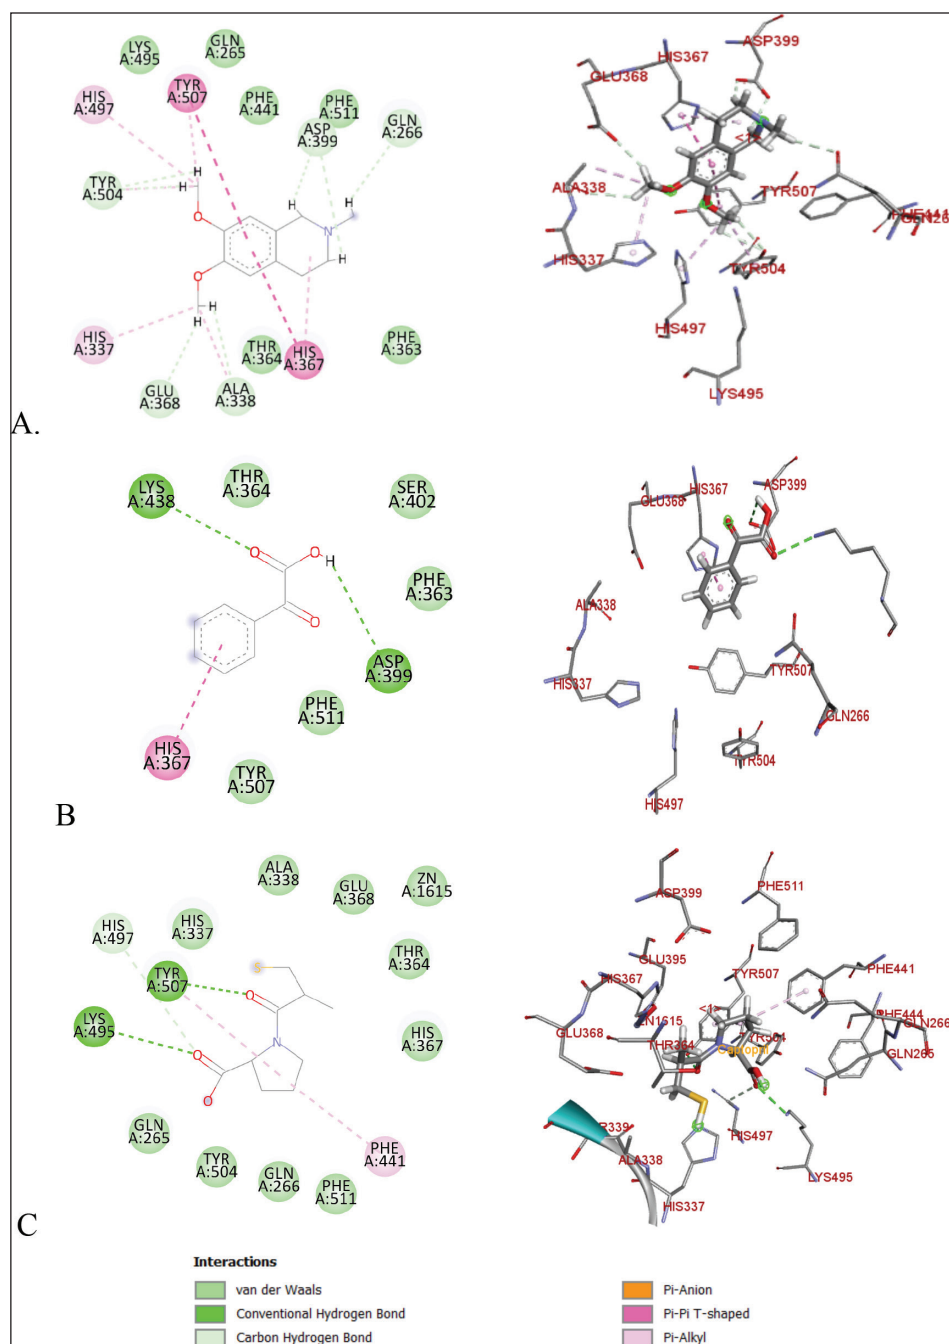 LYS
A:495
GLN
A:265
HIS
A:497
TYR
A:507
PHE
A:441
PHE
A:511
ASP
A:399
GLN
A:266
TYR
A:504
H
H
O
O
H
N
H
H
H
HIS
A:337
GLU
A:368
ALA
A:338
THR
A:364
HIS
A:367
PHE
A:363
A.
ASP399
HIS367
GLU368
<1>
ALA338
TYR507
PHE441
HIS337
TYR504
HIS497
LYS495
LYS
A:438
THR
A:364
SER
A:402
O
O
H
O
PHE
A:363
ASP
A:399
PHE
A:511
HIS
A:367
TYR
A:507
B
HIS367
ASP399
GLU368
ALA338
HIS337
TYR507
GLN266
TYR504
HIS497
ALA
A:338
GLU
A:368
ZN
A:1615
HIS
A:497
HIS
A:337
THR
A:364
TYR
A:507
S
O
LYS
A:495
N
O
O
HIS
A:367
GLN
A:265
TYR
A:504
GLN
A:266
PHE
A:511
PHE
A:441
C
ASP399
PHE511
GLU395
HIS367
TYR507
PHE441
ZN1615
<1>
PHE444
GLN266
GLU368
THR364
TYR504
Captopril
GLN265
HIS497
ALA338
LYS495
HIS337
Interactions
van der Waals
Conventional Hydrogen Bond
Carbon Hydrogen Bond
Pi-Anion
Pi-Pi T-shaped
Pi-Alkyl